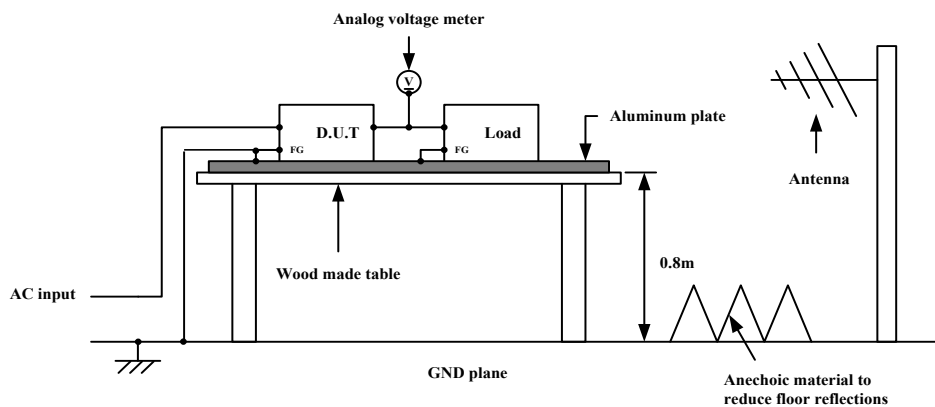 Analog voltage meter
V
D.U.T
Load
FG
FG
Aluminum plate
Antenna
Wood made table
0.8m
AC input
GND plane
Anechoic material to
reduce floor reflections